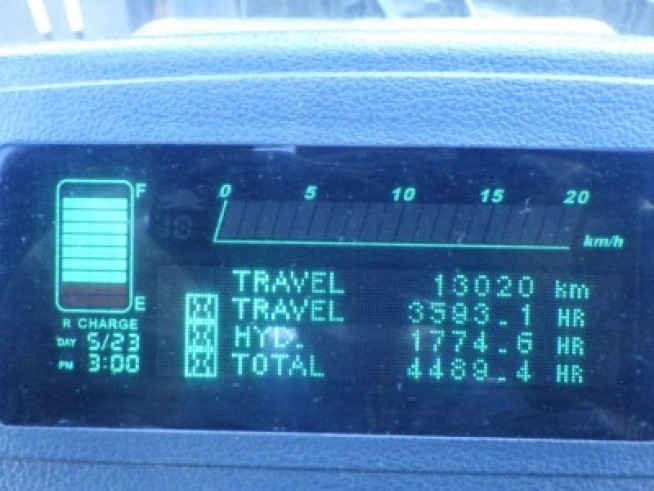 F
0 5 10 15 20
km/h
E
R CHARGE
DAY 5/23
PM 3:00
TRAVEL 13020 km
TRAVEL 3593.1 HR
HYD. 1774.6 HR
TOTAL 4489.4 HR